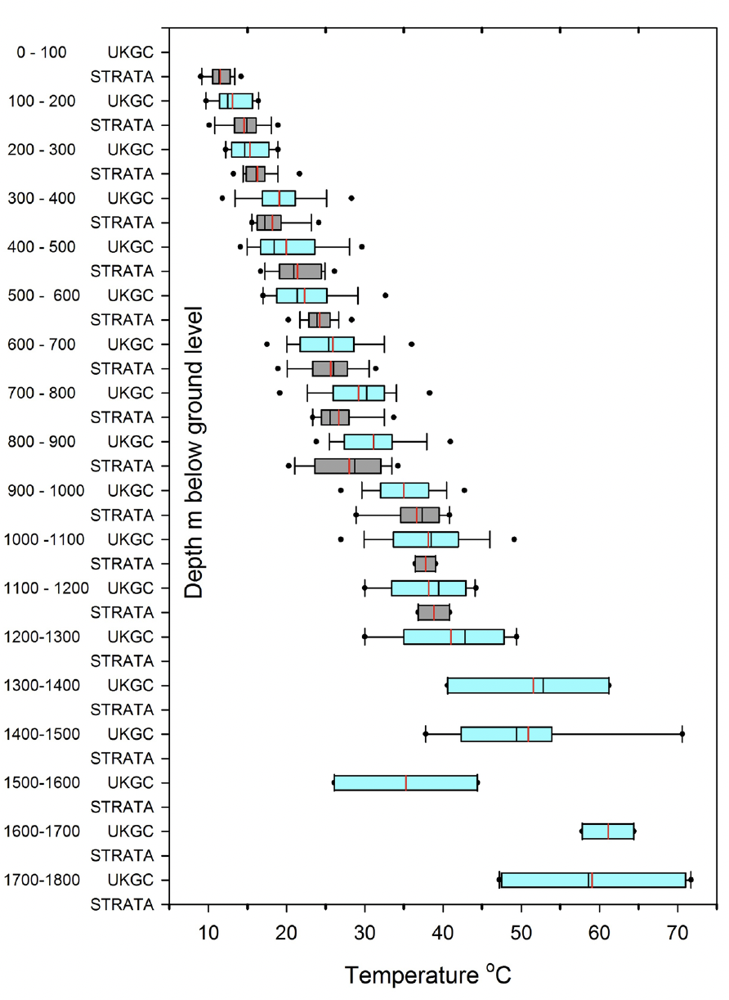 0 - 100 UKGC
STRATA
100 - 200 UKGC
STRATA
200 - 300 UKGC
STRATA
300 - 400 UKGC
STRATA
400 - 500 UKGC
STRATA
500 - 600 UKGC
STRATA
600 - 700 UKGC
STRATA
700 - 800 UKGC
STRATA
800 - 900 UKGC
STRATA
900 - 1000 UKGC
STRATA
1000 -1100 UKGC
STRATA
1100 - 1200 UKGC
STRATA
1200-1300 UKGC
STRATA
1300-1400 UKGC
STRATA
1400-1500 UKGC
STRATA
1500-1600 UKGC
STRATA
1600-1700 UKGC
STRATA
1700-1800 UKGC
STRATA
Depth m below ground level
10 20 30 40 50 60 70
Temperature °C